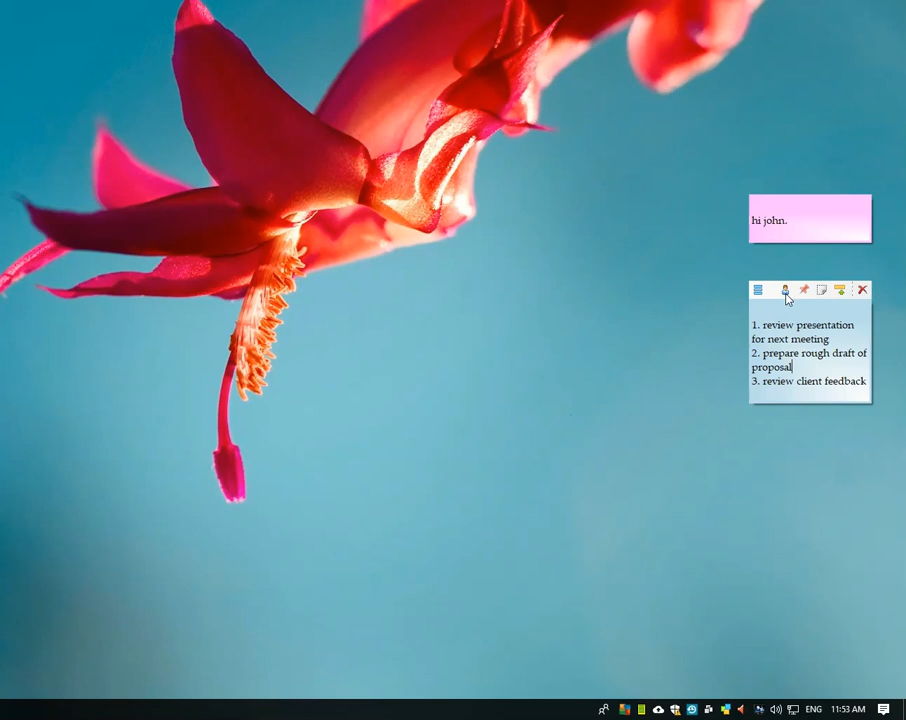 hi john.
1. review presentation
for next meeting
2. prepare rough draft of
proposal
3. review client feedback
ENG
11:53 AM